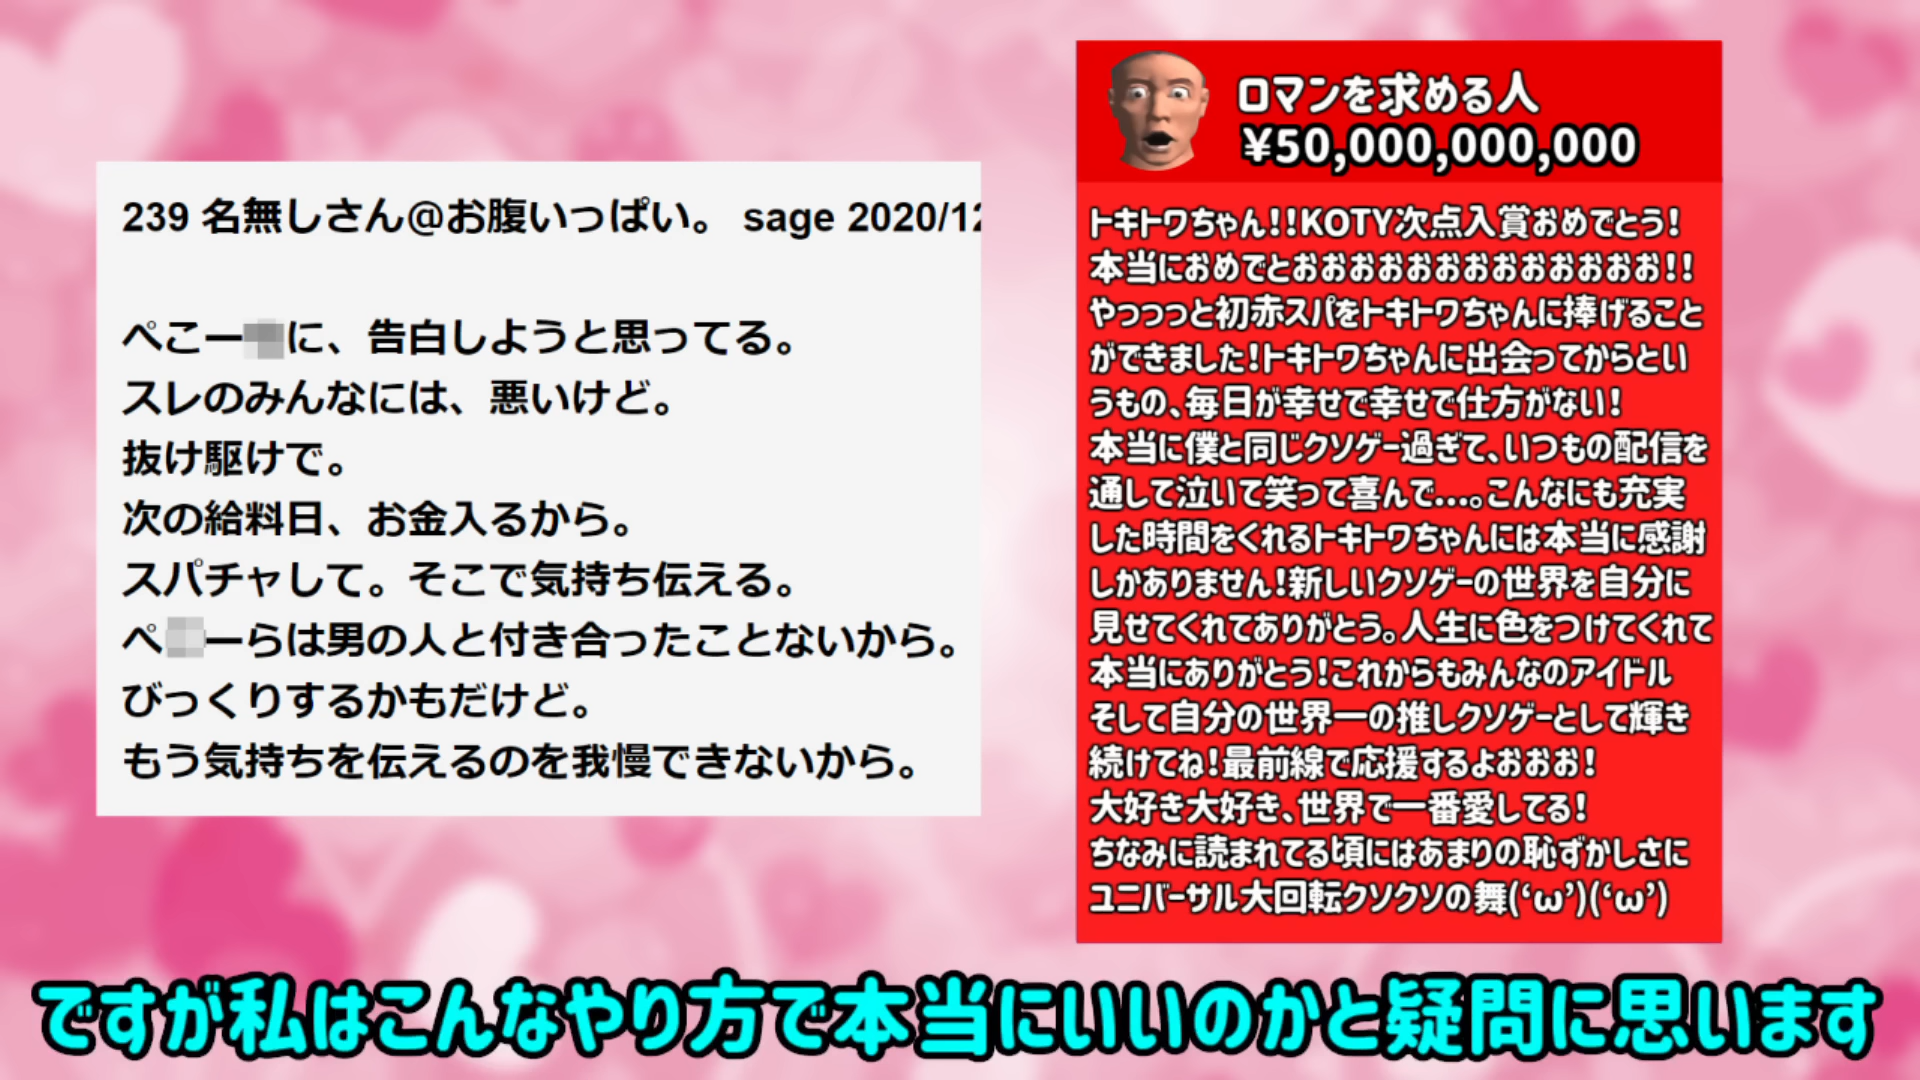 239 名無しさん@お腹いっぱい。 sage 2020/12
ぺこーに、告白しようと思ってる。
スレのみんなには、悪いけど。
抜け駆けで。
次の給料日、お金入るから。
スパチャして。そこで気持ち伝える。
ぺーらは男の人と付き合ったことないから。
びっくりするかもだけど。
もう気持ちを伝えるのを我慢できないから。
ロマンを求める人
¥50,000,000,000
トキトワちゃん!!KOTY次点入賞おめでとう!
本当におめでとおおおおおおおおおおおおお!!
やっっっと初赤スパをトキトワちゃんに捧げること
ができました!トキトワちゃんに出会ってからとい
うもの、毎日が幸せで幸せで仕方がない!
本当に僕と同じクソゲー過ぎて、いつもの配信を
通して泣いて笑って喜んで…。こんなにも充実
した時間をくれるトキトワちゃんには本当に感謝
しかありません!新しいクソゲーの世界を自分に
見せてくれてありがとう。人生に色をつけてくれて
本当にありがとう!これからもみんなのアイドル
そして自分の世界一の推しクソゲーとして輝き
続けてね!最前線で応援するよおおお!
大好き大好き、世界で一番愛してる!
ちなみに読まれてる頃にはあまりの恥ずかしさに
ユニバーサル大回転クソクソの舞(‘ω’)(‘ω’)
ですが私はこんなやり方で本当にいいのかと疑問に思います